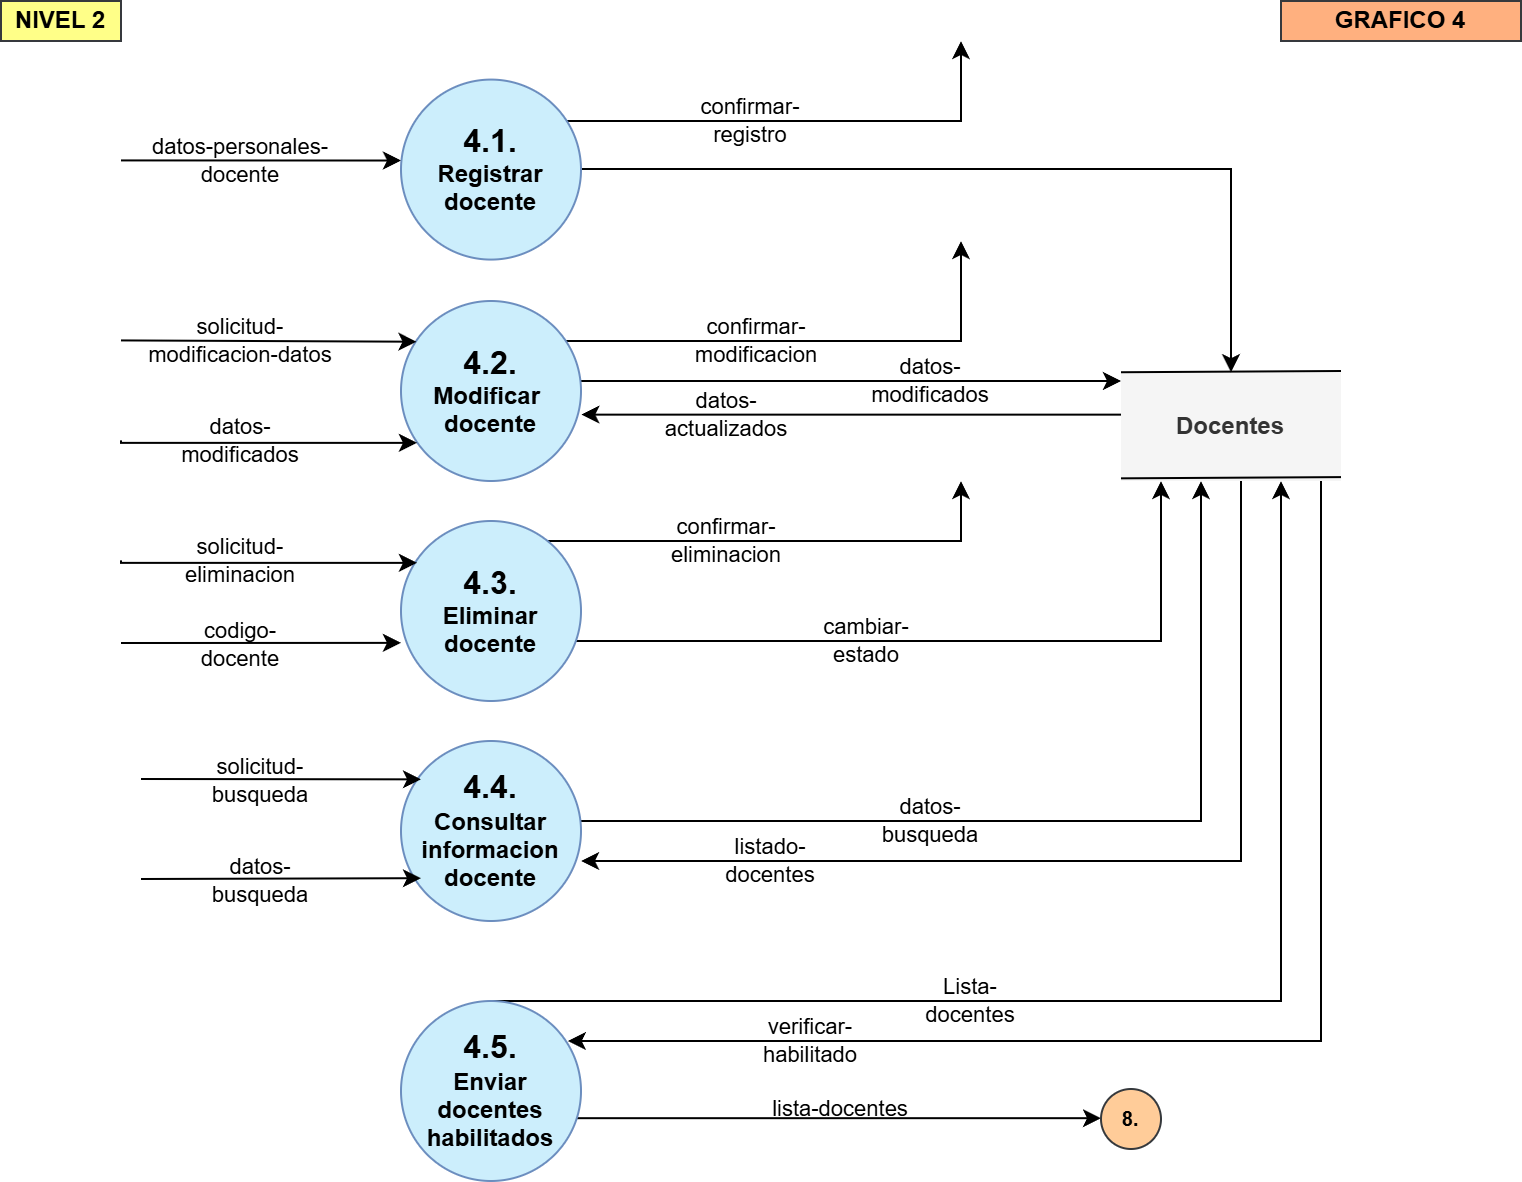 NIVEL 2
GRAFICO 4
confirmar-
registro
datos-personales-
docente
4.1.
Registrar
docente
solicitud-
modificacion-datos
confirmar-
modificacion
4.2.
Modificar
docente
datos-
modificados
datos-
actualizados
datos-
modificados
Docentes
solicitud-
eliminacion
confirmar-
eliminacion
4.3.
Eliminar
docente
codigo-
docente
cambiar-
estado
solicitud-
busqueda
4.4.
Consultar
informacion
docente
datos-
busqueda
listado-
docentes
datos-
busqueda
Lista-
docentes
verificar-
habilitado
4.5.
Enviar
docentes
habilitados
lista-docentes
8.